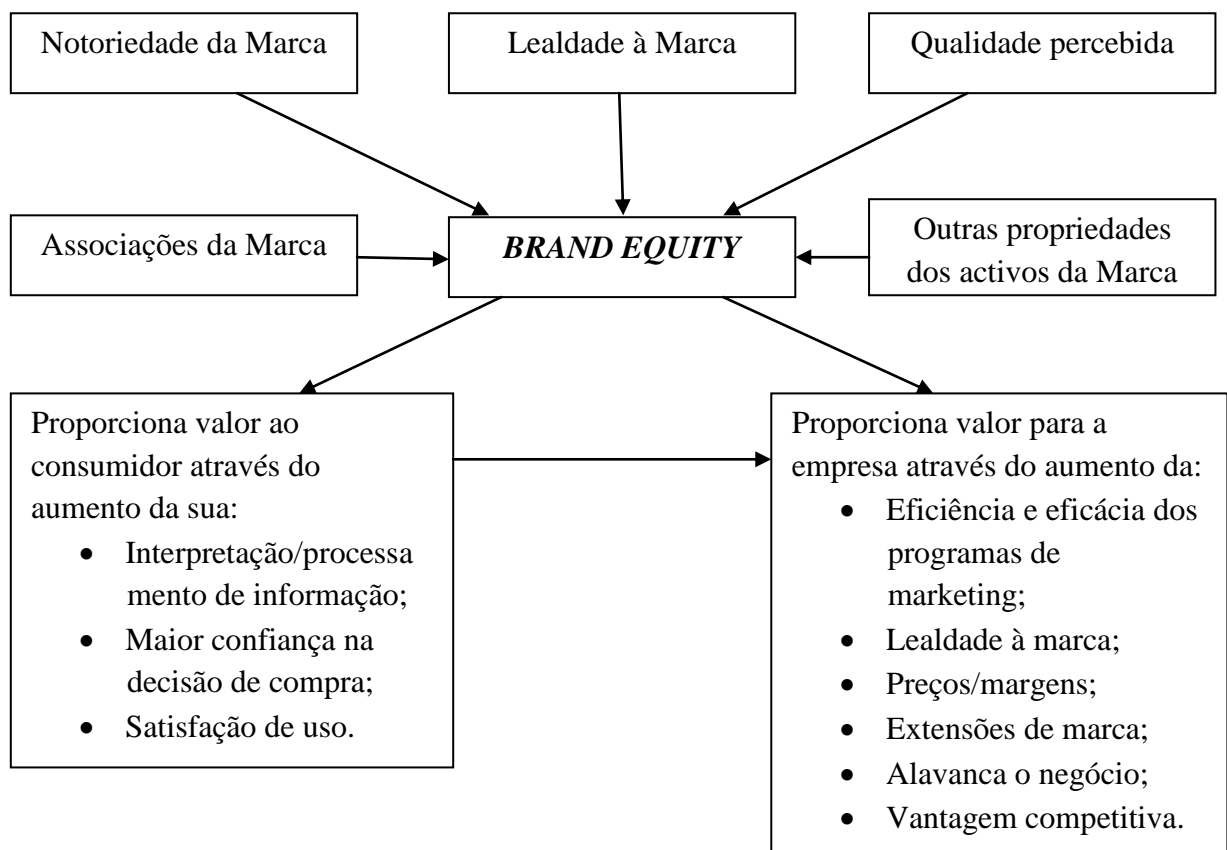 Notoriedade da Marca
Lealdade à Marca
Qualidade percebida
Associações da Marca
BRAND EQUITY
Outras propriedades
dos activos da Marca
Proporciona valor ao
consumidor através do
aumento da sua:
• Interpretação/processa
mento de informação;
• Maior confiança na
decisão de compra;
• Satisfação de uso.
Proporciona valor para a
empresa através do aumento da:
• Eficiência e eficácia dos
programas de
marketing;
• Lealdade à marca;
• Preços/margens;
• Extensões de marca;
• Alavanca o negócio;
• Vantagem competitiva.